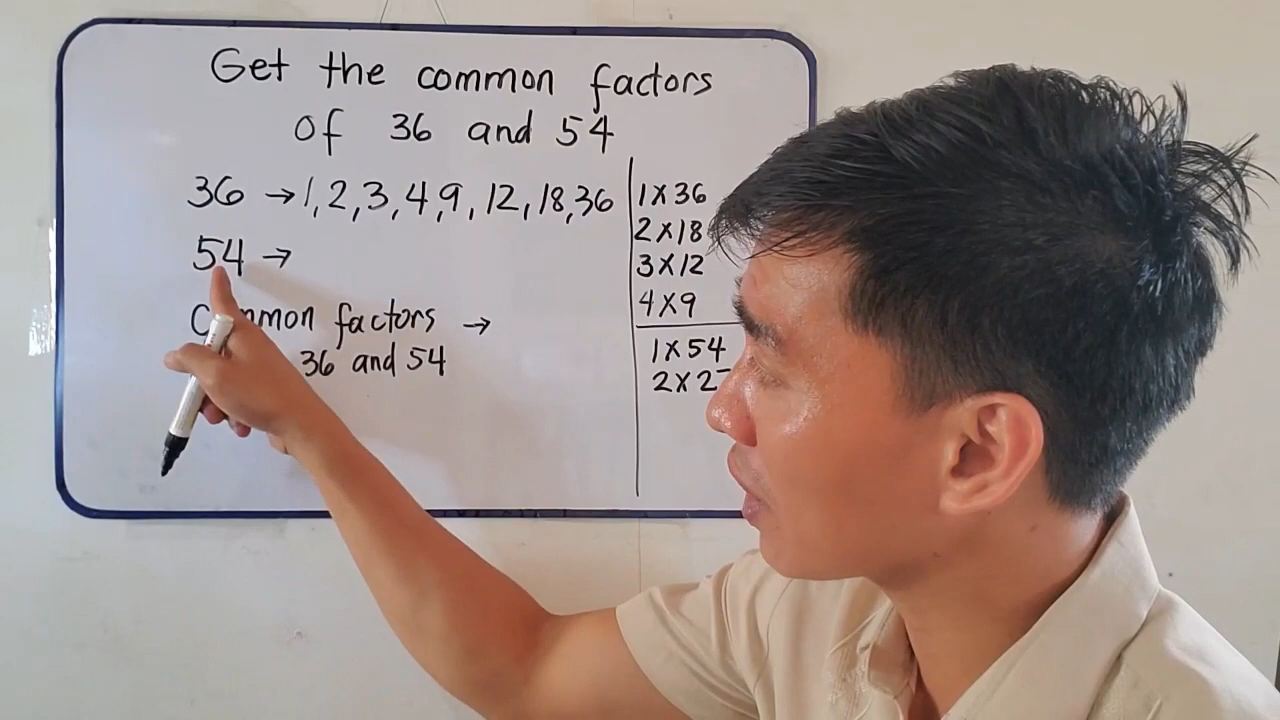 Get the common factors
of 36 and 54
36 → 1, 2, 3, 4, 9, 12, 18, 36
54 →
common factors →
36 and 54
1 x 36
2 x 18
3 x 12
4 x 9
1 x 54
2 x